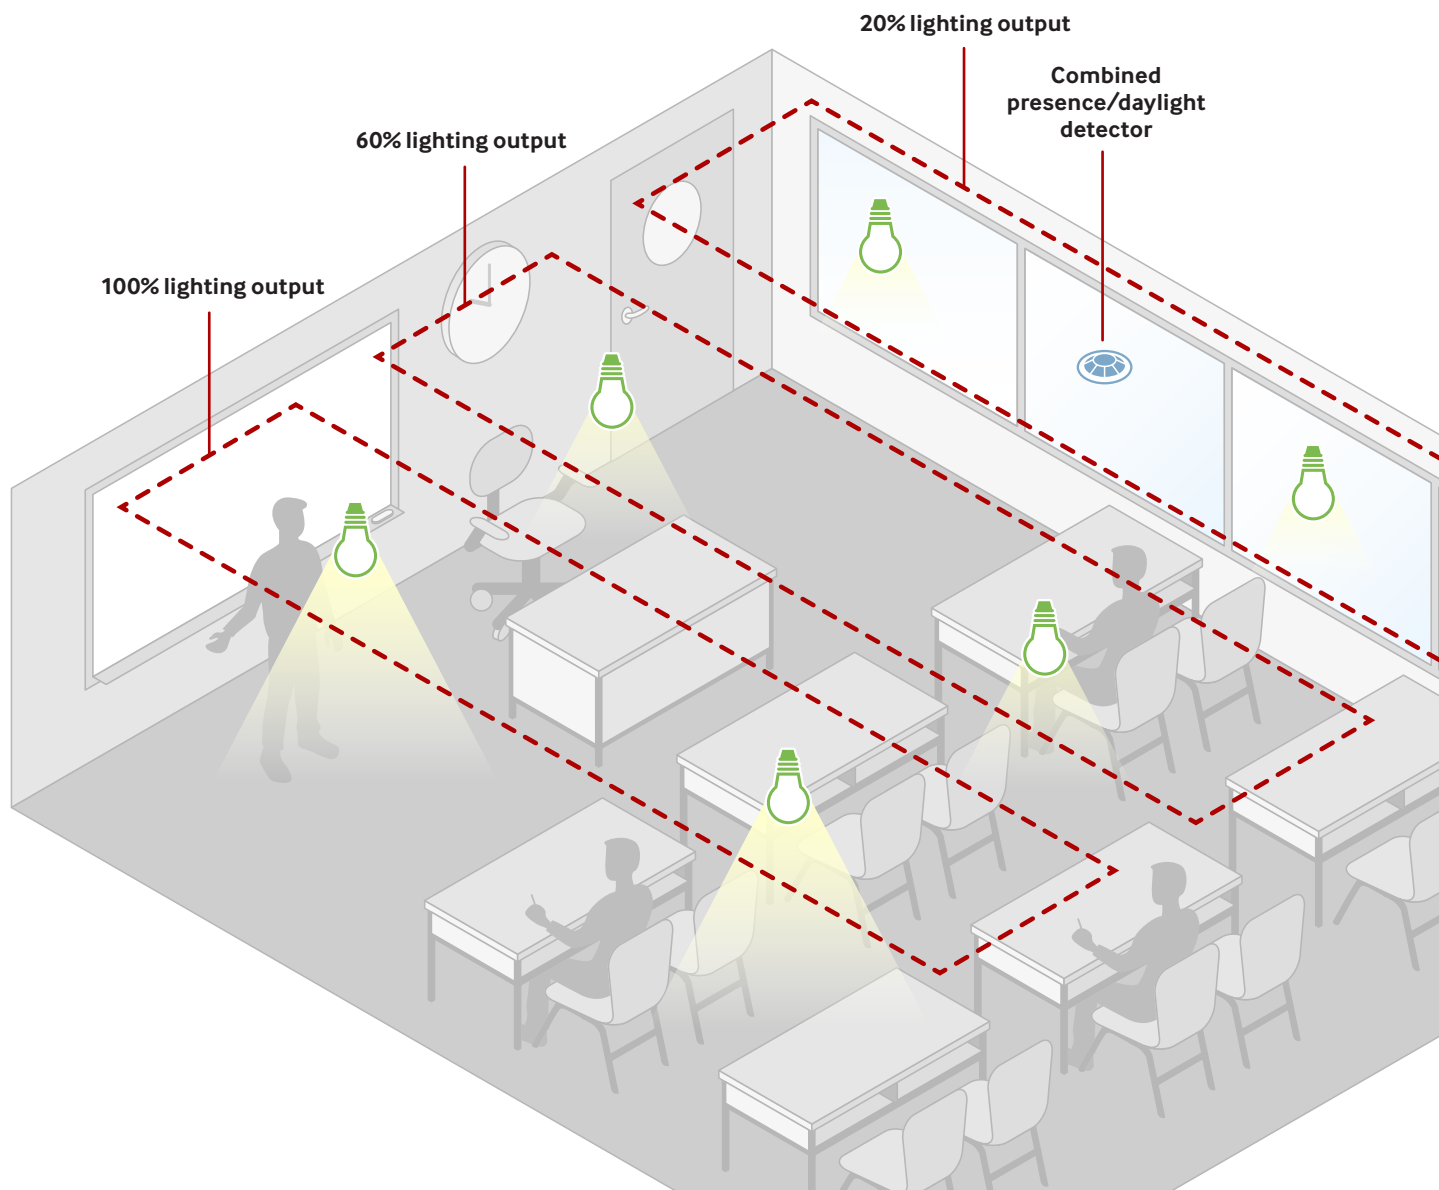 20% lighting output
Combined
presence/daylight
detector
60% lighting output
100% lighting output